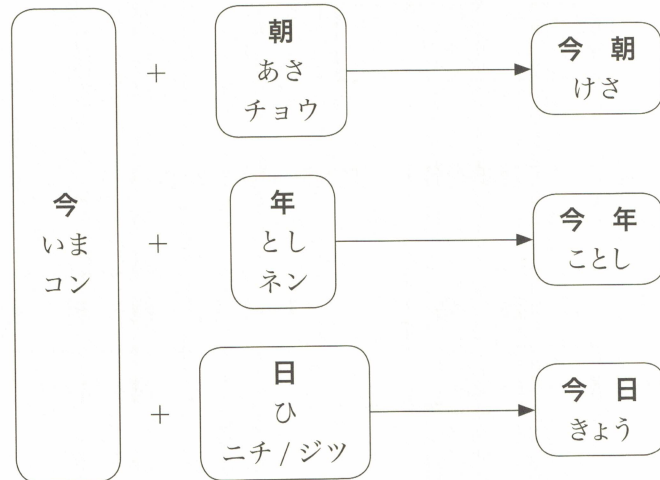 今
いま
コン
+
朝
あさ
チョウ
今 朝
けさ
+
年
とし
ネン
今 年
ことし
+
日
ひ
ニチ / ジツ
今 日
きょう